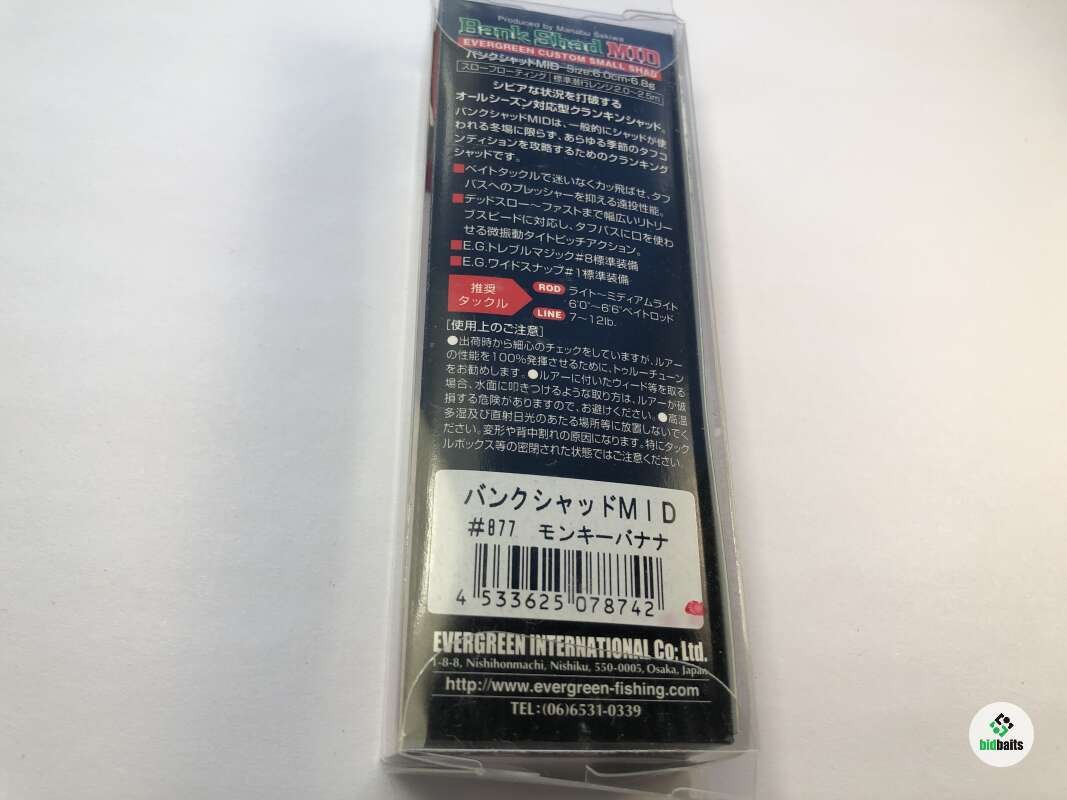 Produced by Manabu Sekiwa
Bank Shad MID
EVERGREEN CUSTOM SMALL SHAD
バンクシャッドMID Size:6.0cm-6.8g
スローフローティング 標準潜行レンジ:2.0〜2.5m
シビアな状況を打破する
オールシーズン対応型クランキンシャッド。
バンクシャッドMIDは、一般的にシャッドが使
われる冬場に限らず、あらゆる季節のタフコ
ンディションを攻略するためのクランキング
シャッドです。
■ベイトタックルで迷いなくカッ飛ばせ、タフ
バスへのプレッシャーを抑える遠投性能。
■デッドスロー〜ファストまで幅広いリトリー
ブスピードに対応し、タフバスに口を使わ
せる微振動タイトピッチアクション。
■E.G.トレブルマジック#8標準装備
■E.G.ワイドスナップ#1標準装備
推奨タックル
ROD ライト〜ミディアムライト
6'0"〜6'6"ベイトロッド
LINE 7〜12lb.
[使用上のご注意]
●出荷時から細心のチェックをしていますが、ルアー
の性能を100%発揮させるために、トゥルーチューン
をお勧めします。●ルアーに付いたウィード等を取る
場合、水面に叩きつけるような取り方は、ルアーが破
損する危険がありますので、お避けください。●高温
多湿及び直射日光のあたる場所等に放置しないでく
ださい。変形や背中割れの原因になります。特にタック
ルボックス等の密閉された状態ではご注意ください。
バンクシャッドMID
#877 モンキーバナナ
4 533625 078742
EVERGREEN INTERNATIONAL Co; Ltd.
1-8-8, Nishihonmachi, Nishiku, 550-0005, Osaka, Japan
http://www.evergreen-fishing.com
TEL:(06)6531-0339
bidbaits